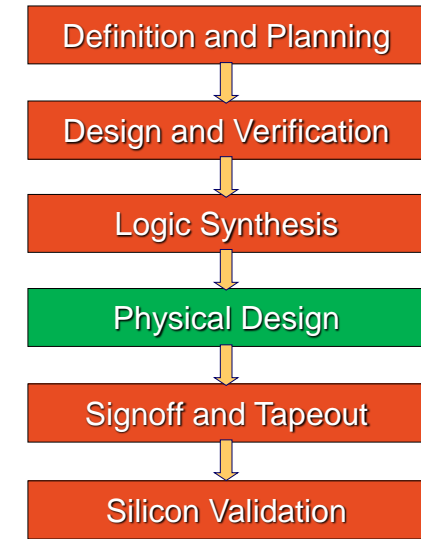 Definition and Planning
Design and Verification
Logic Synthesis
Physical Design
Signoff and Tapeout
Silicon Validation